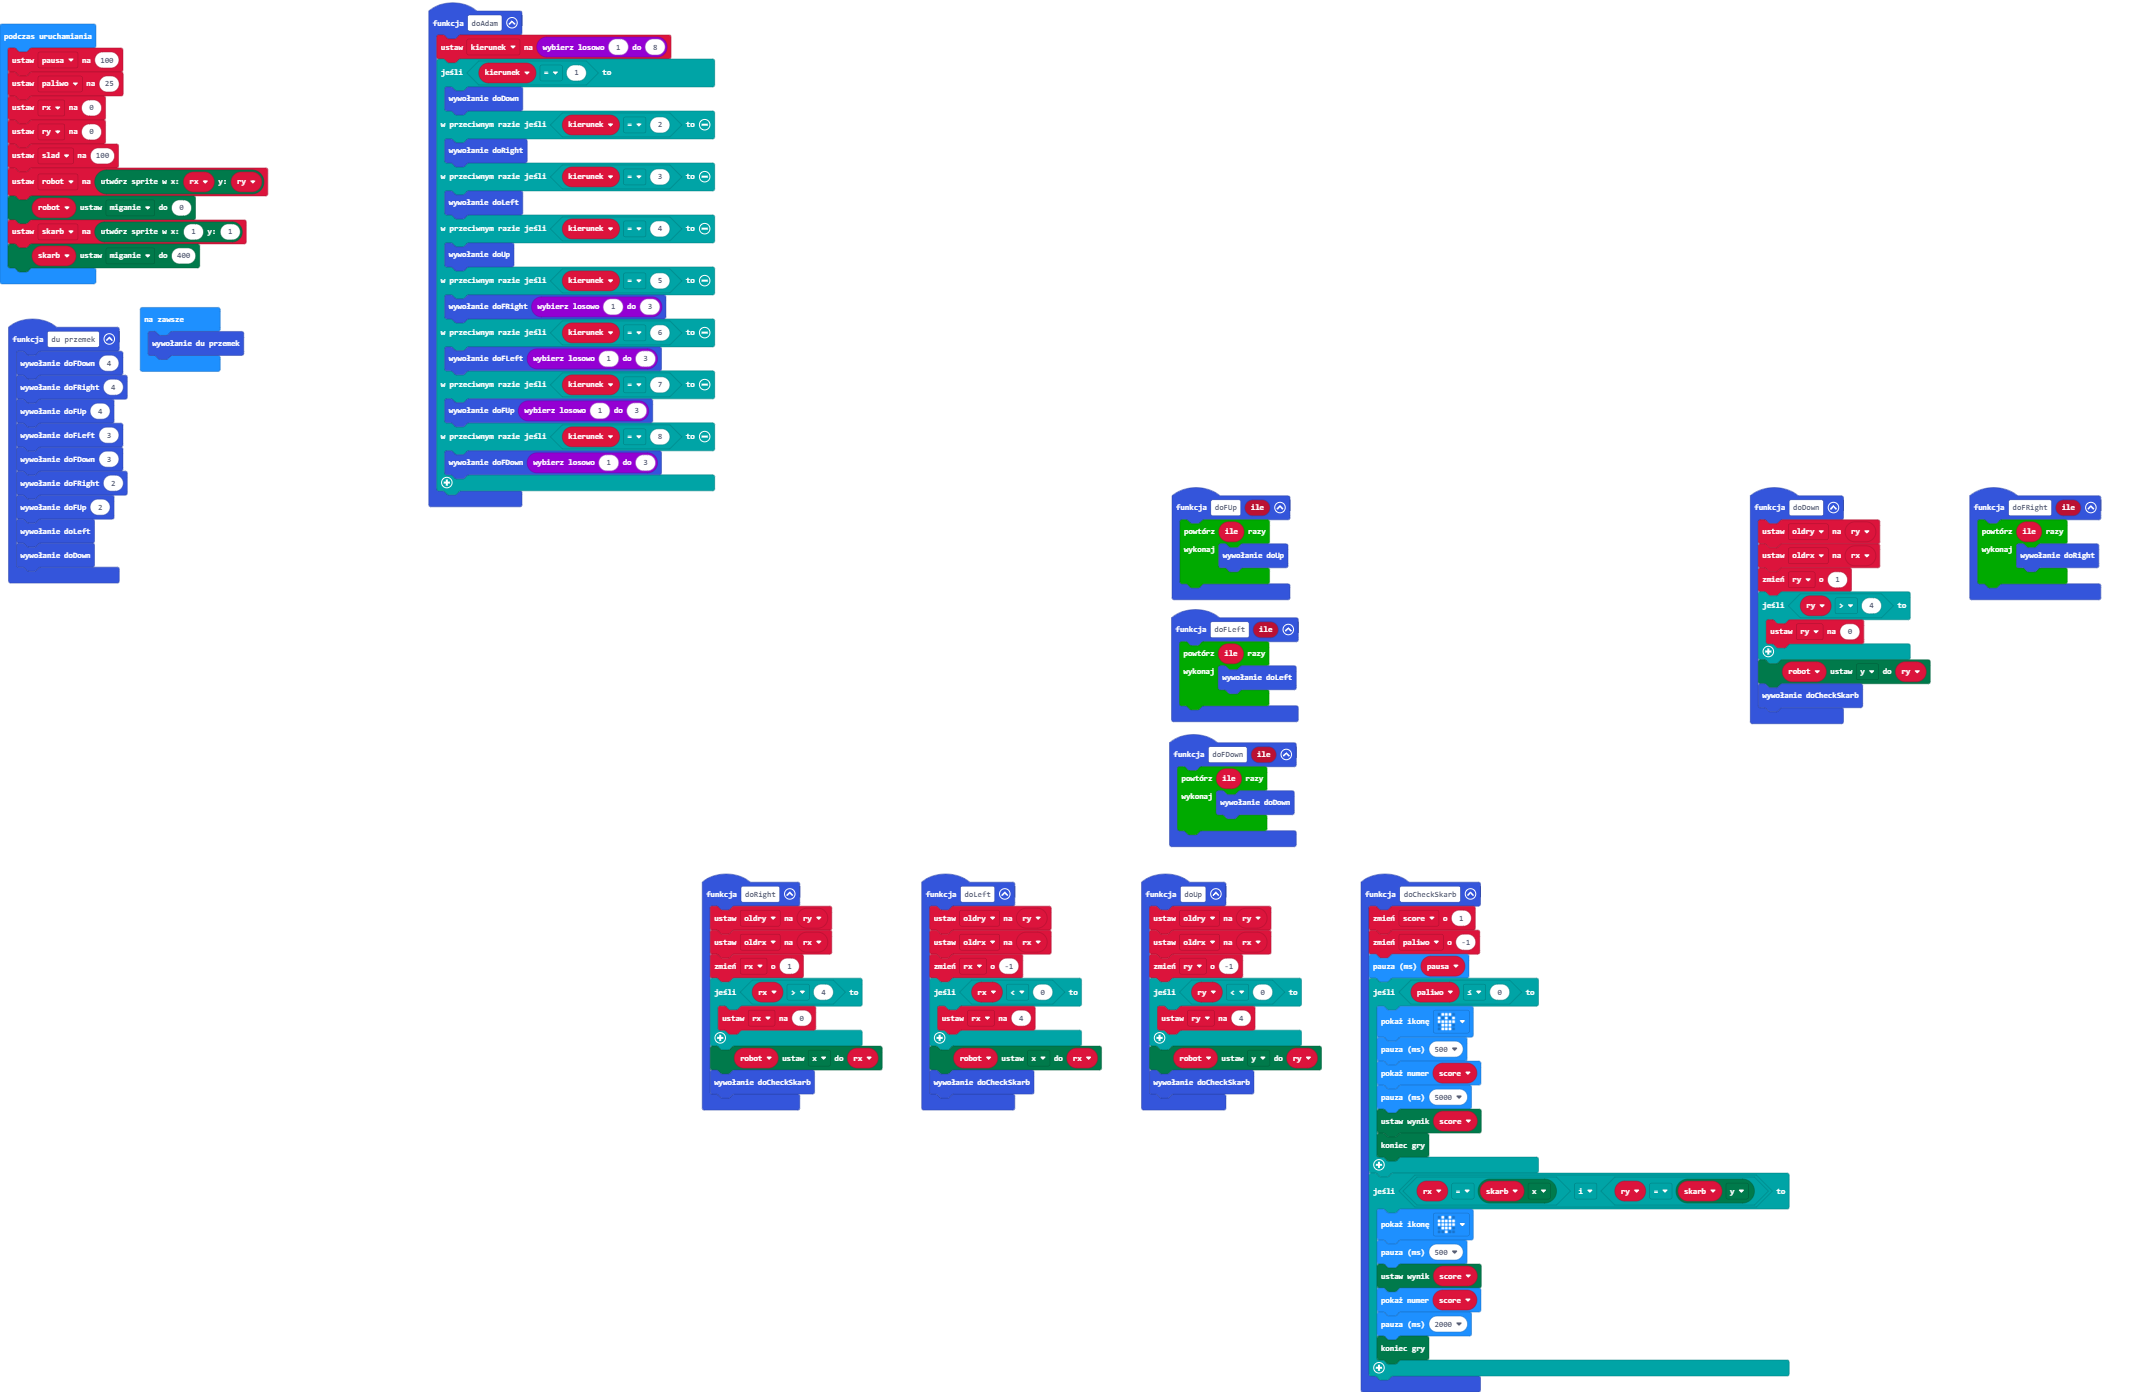 podczas uruchamiania
ustaw pausa na 100
ustaw paliwo na 25
ustaw rx na 0
ustaw ry na 0
ustaw slad na 100
ustaw robot na utwórz sprite w x: rx y: ry
robot ustaw miganie do 0
ustaw skarb na utwórz sprite w x: 1 y: 1
skarb ustaw miganie do 400
na zawsze
wywołanie du przemek
funkcja du przemek
wywołanie doFDown 4
wywołanie doFRight 4
wywołanie doFUp 4
wywołanie doFLeft 3
wywołanie doFDown 3
wywołanie doFRight 2
wywołanie doFUp 2
wywołanie doLeft
wywołanie doDown
funkcja doAdam
ustaw kierunek na wybierz losowo 1 do 8
jeśli kierunek = 1 to
wywołanie doDown
w przeciwnym razie jeśli kierunek = 2 to
wywołanie doRight
w przeciwnym razie jeśli kierunek = 3 to
wywołanie doLeft
w przeciwnym razie jeśli kierunek = 4 to
wywołanie doUp
w przeciwnym razie jeśli kierunek = 5 to
wywołanie doFRight wybierz losowo 1 do 3
w przeciwnym razie jeśli kierunek = 6 to
wywołanie doFLeft wybierz losowo 1 do 3
w przeciwnym razie jeśli kierunek = 7 to
wywołanie doFUp wybierz losowo 1 do 3
w przeciwnym razie jeśli kierunek = 8 to
wywołanie doFDown wybierz losowo 1 do 3
funkcja doFUp ile
powtórz ile razy
wykonaj wywołanie doUp
funkcja doFLeft ile
powtórz ile razy
wykonaj wywołanie doLeft
funkcja doFDown ile
powtórz ile razy
wykonaj wywołanie doDown
funkcja doDown
ustaw oldry na ry
ustaw oldrx na rx
zmień ry o 1
jeśli ry > 4 to
ustaw ry na 0
robot ustaw y do ry
wywołanie doCheckSkarb
funkcja doFRight ile
powtórz ile razy
wykonaj wywołanie doRight
funkcja doRight
ustaw oldry na ry
ustaw oldrx na rx
zmień rx o 1
jeśli rx > 4 to
ustaw rx na 0
robot ustaw x do rx
wywołanie doCheckSkarb
funkcja doLeft
ustaw oldry na ry
ustaw oldrx na rx
zmień rx o -1
jeśli rx < 0 to
ustaw rx na 4
robot ustaw x do rx
wywołanie doCheckSkarb
funkcja doUp
ustaw oldry na ry
ustaw oldrx na rx
zmień ry o -1
jeśli ry < 0 to
ustaw ry na 4
robot ustaw y do ry
wywołanie doCheckSkarb
funkcja doCheckSkarb
zmień score o 1
zmień paliwo o -1
pauza (ms) pausa
jeśli paliwo ≤ 0 to
pokaż ikonę
pauza (ms) 500
pokaż numer score
pauza (ms) 5000
ustaw wynik score
koniec gry
jeśli rx = skarb x i ry = skarb y to
pokaż ikonę
pauza (ms) 500
ustaw wynik score
pokaż numer score
pauza (ms) 2000
koniec gry